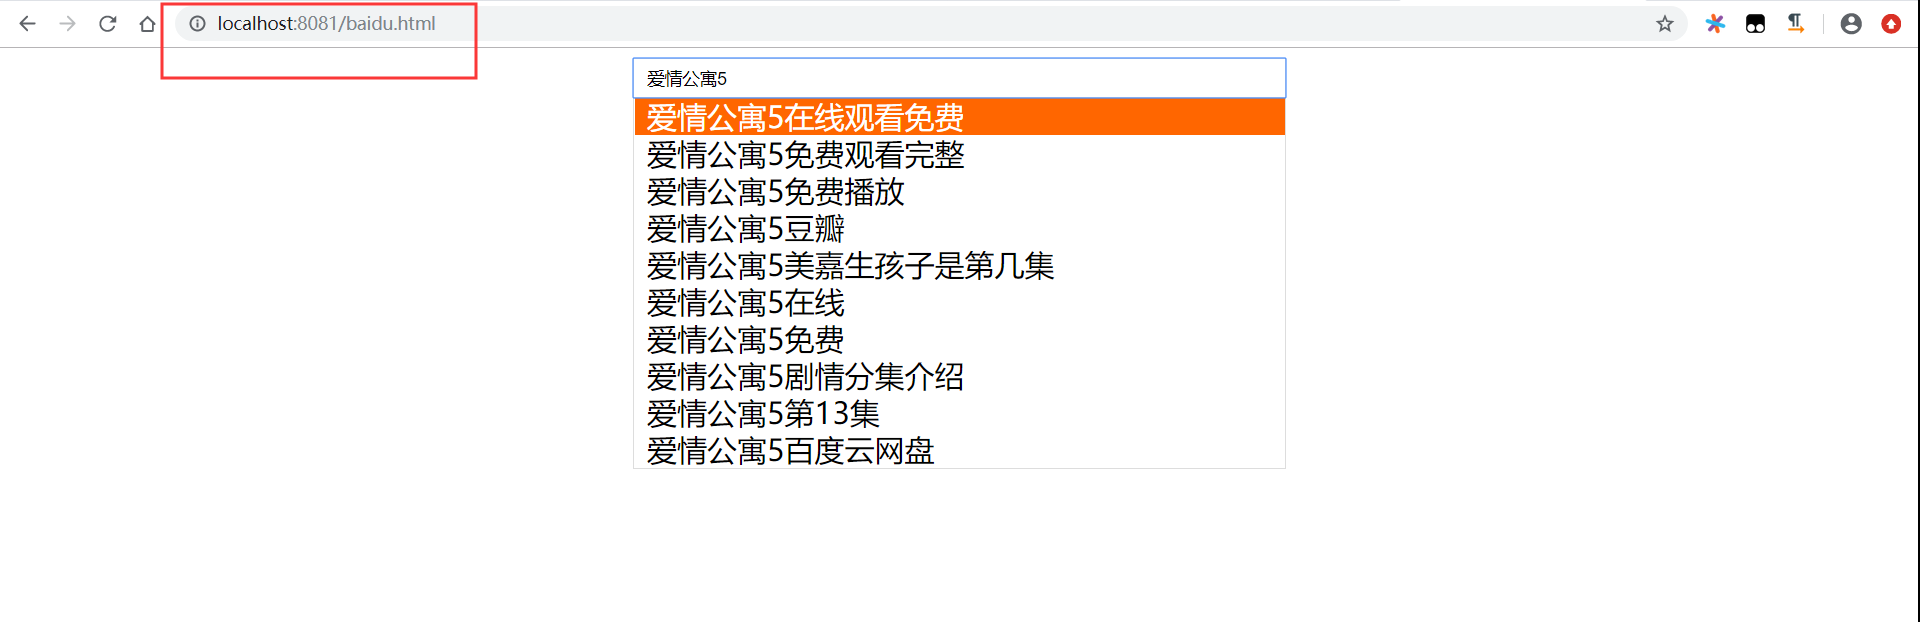 localhost:8081/baidu.html
爱情公寓5
爱情公寓5在线观看免费
爱情公寓5免费观看完整
爱情公寓5免费播放
爱情公寓5豆瓣
爱情公寓5美嘉生孩子是第几集
爱情公寓5在线
爱情公寓5免费
爱情公寓5剧情分集介绍
爱情公寓5第13集
爱情公寓5百度云网盘